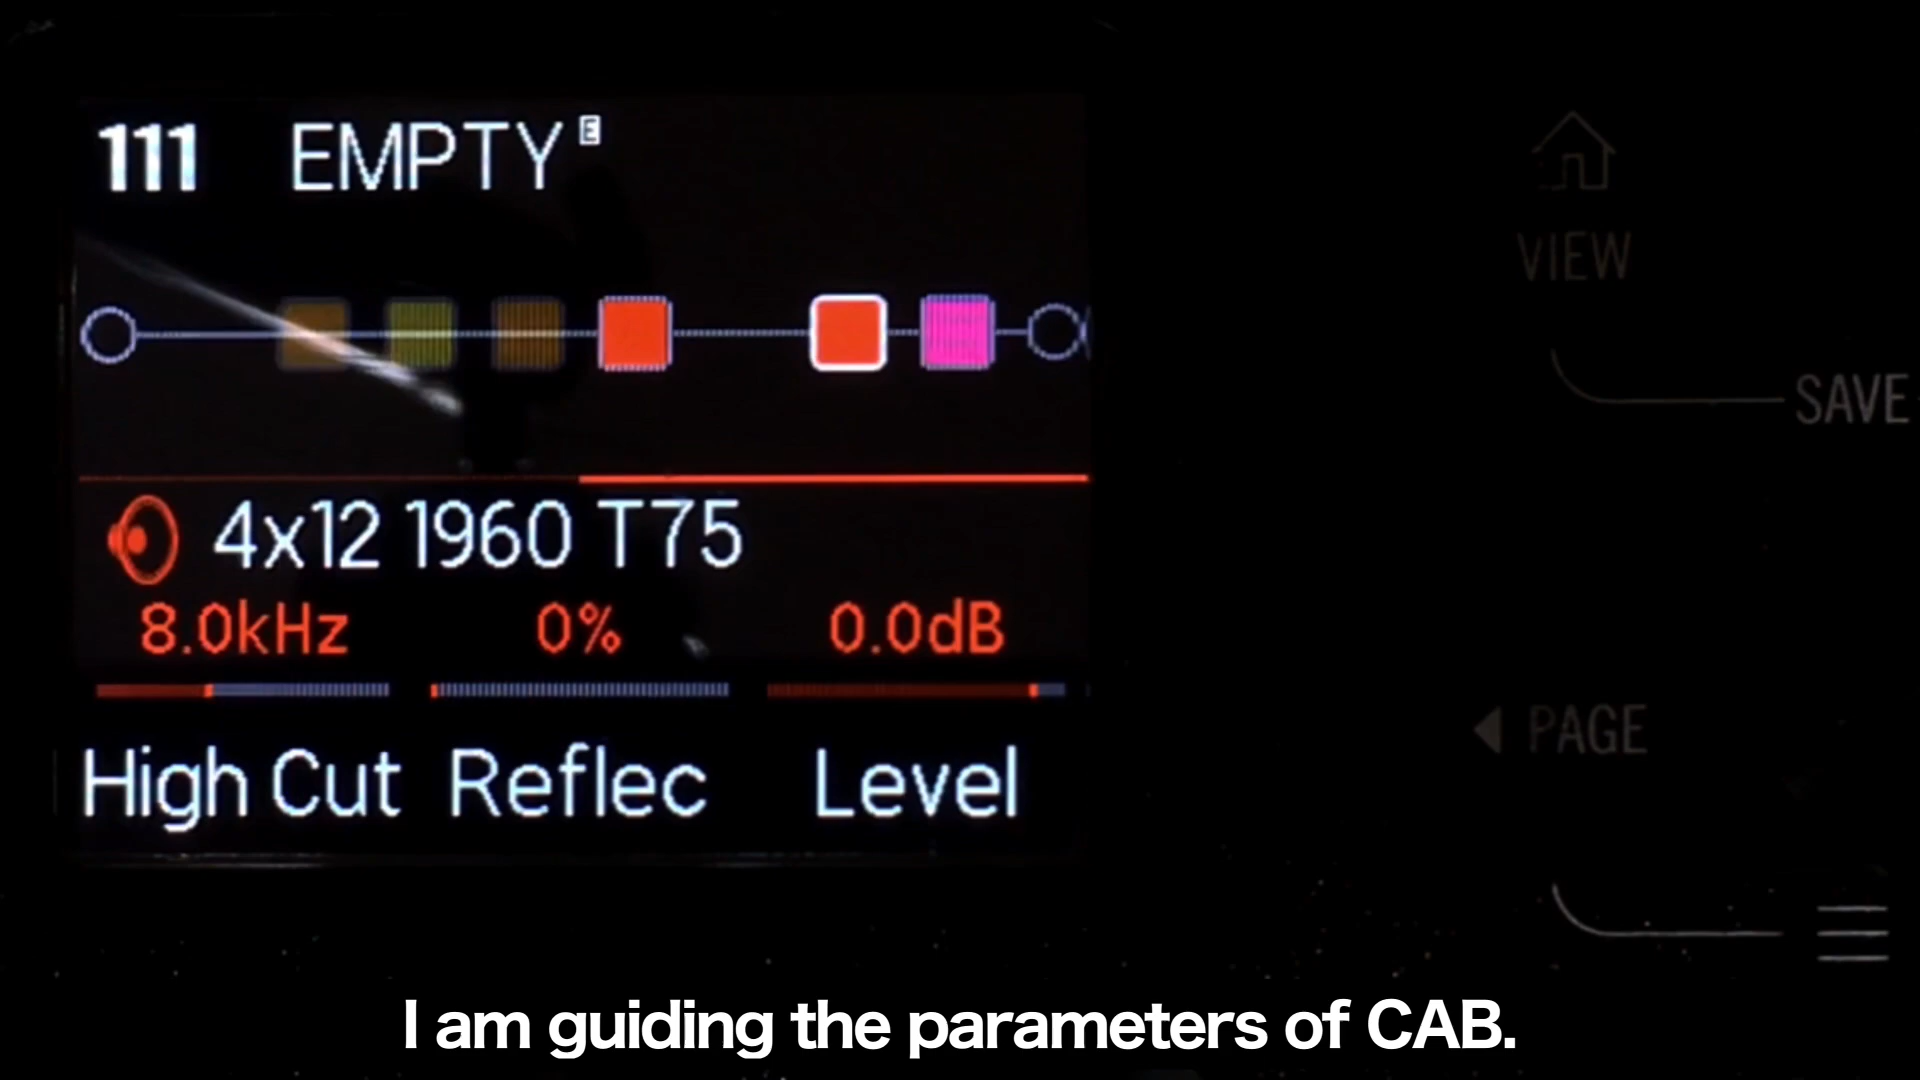 111 EMPTY E
VIEW
SAVE
4x12 1960 T75
8.0kHz 0% 0.0dB
PAGE
High Cut Reflec Level
I am guiding the parameters of CAB.